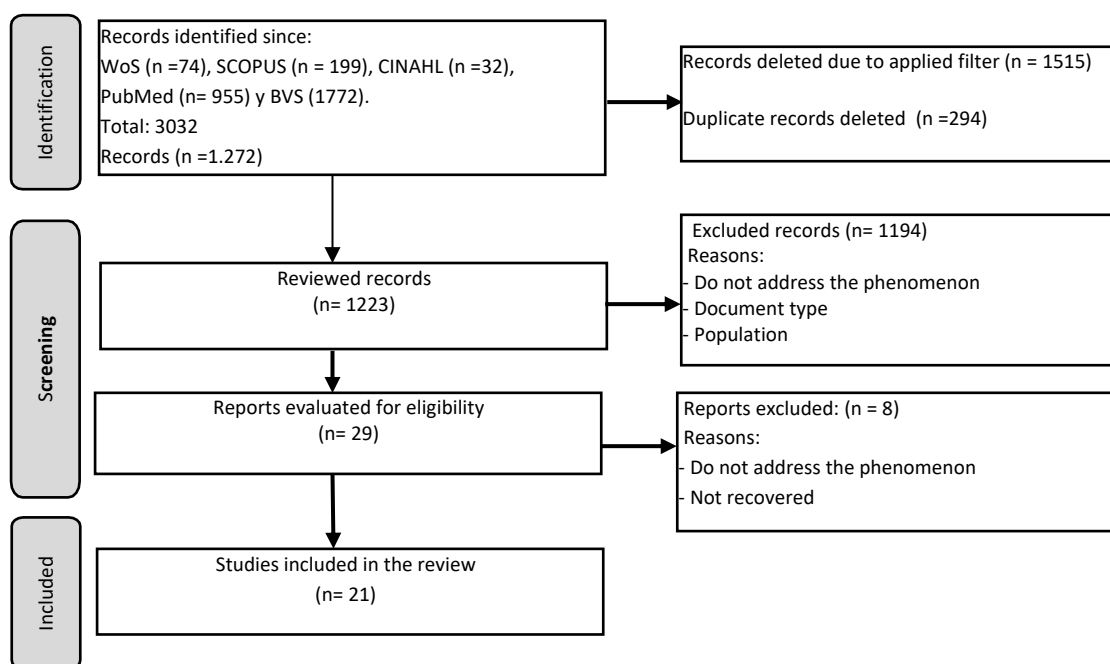 Identification
Records identified since:
WoS (n =74), SCOPUS (n = 199), CINAHL (n =32),
PubMed (n= 955) y BVS (1772).
Total: 3032
Records (n =1.272)
Records deleted due to applied filter (n = 1515)
Duplicate records deleted (n =294)
Screening
Reviewed records
(n= 1223)
Excluded records (n= 1194)
Reasons:
- Do not address the phenomenon
- Document type
- Population
Reports evaluated for eligibility
(n= 29)
Reports excluded: (n = 8)
Reasons:
- Do not address the phenomenon
- Not recovered
Included
Studies included in the review
(n= 21)